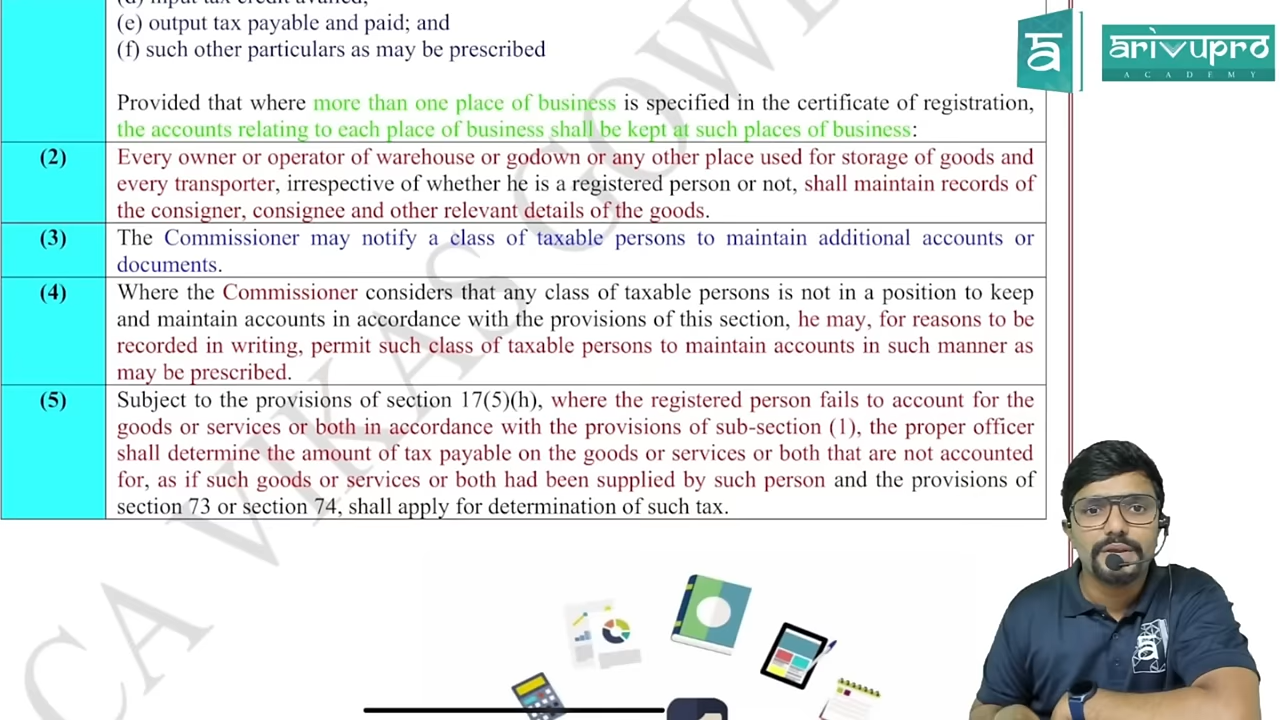 (d) input tax credit availed;
(e) output tax payable and paid; and
(f) such other particulars as may be prescribed
Provided that where more than one place of business is specified in the certificate of registration,
the accounts relating to each place of business shall be kept at such places of business:
(2)
Every owner or operator of warehouse or godown or any other place used for storage of goods and
every transporter, irrespective of whether he is a registered person or not, shall maintain records of
the consigner, consignee and other relevant details of the goods.
(3)
The Commissioner may notify a class of taxable persons to maintain additional accounts or
documents.
(4)
Where the Commissioner considers that any class of taxable persons is not in a position to keep
and maintain accounts in accordance with the provisions of this section, he may, for reasons to be
recorded in writing, permit such class of taxable persons to maintain accounts in such manner as
may be prescribed.
(5)
Subject to the provisions of section 17(5)(h), where the registered person fails to account for the
goods or services or both in accordance with the provisions of sub-section (1), the proper officer
shall determine the amount of tax payable on the goods or services or both that are not accounted
for, as if such goods or services or both had been supplied by such person and the provisions of
section 73 or section 74, shall apply for determination of such tax.
arivupro
ACADEMY
CA VIKAS GOW